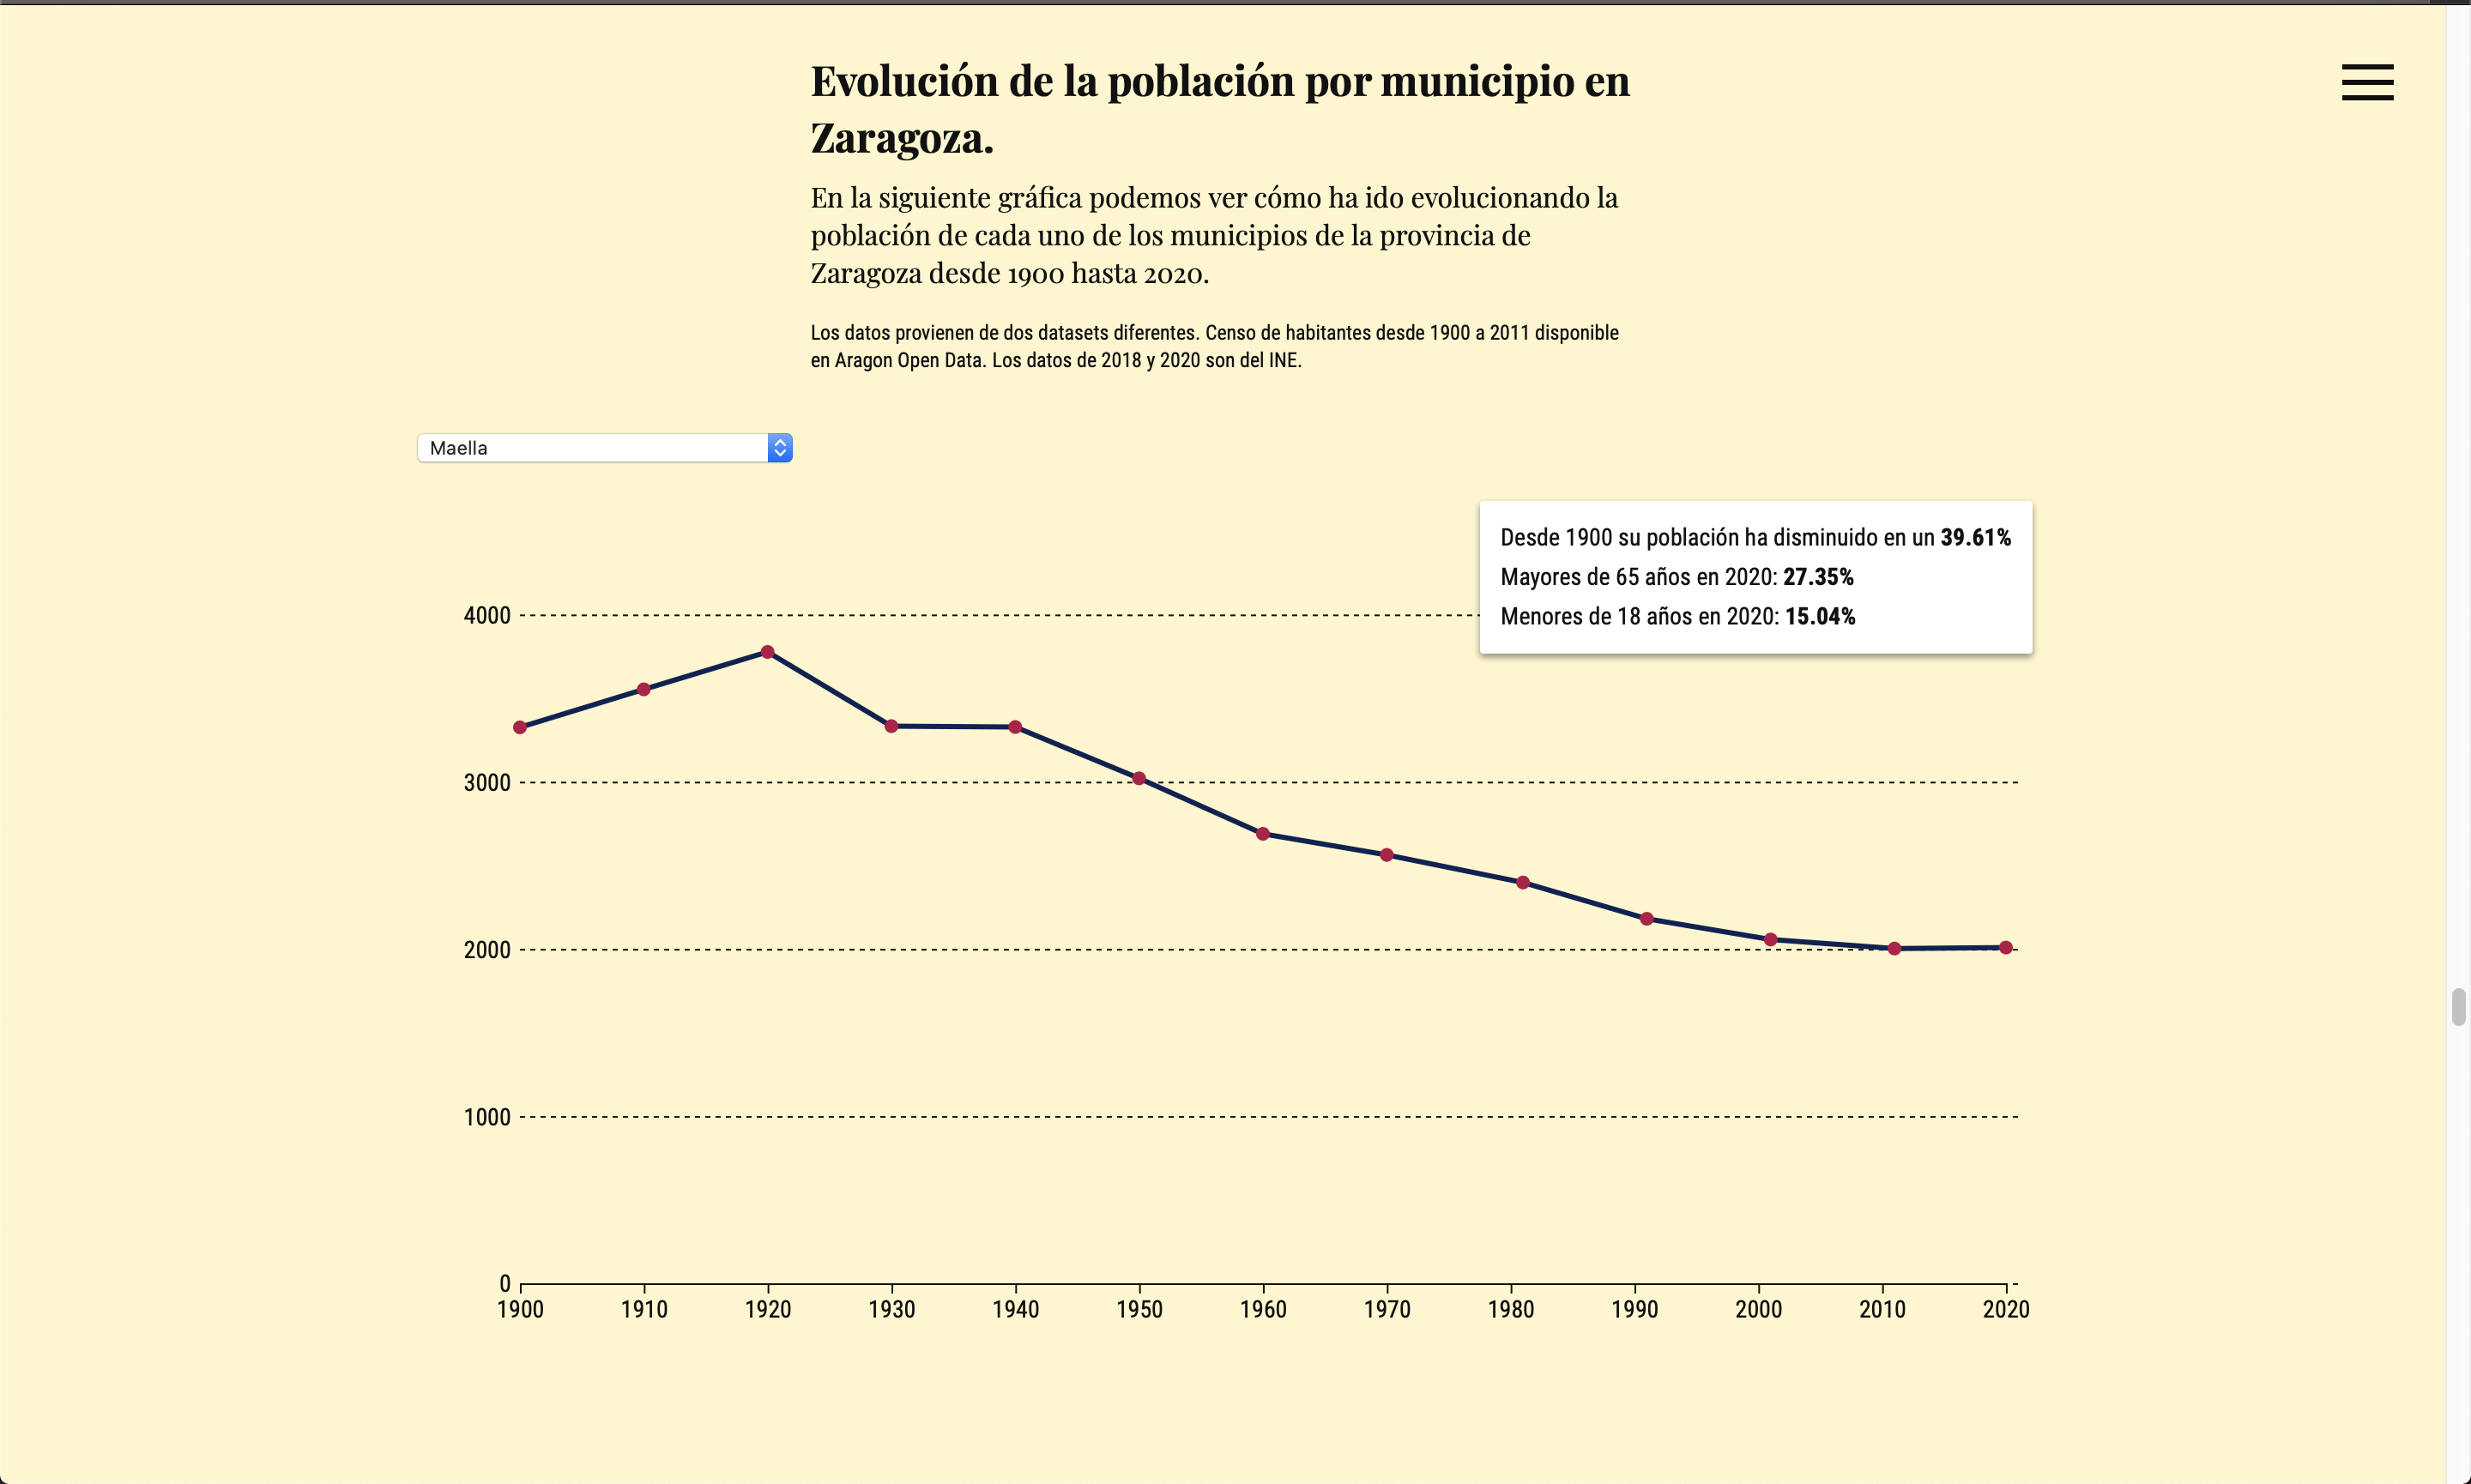 Evolución de la población por municipio en
Zaragoza.
En la siguiente gráfica podemos ver cómo ha ido evolucionando la
población de cada uno de los municipios de la provincia de
Zaragoza desde 1900 hasta 2020.
Los datos provienen de dos datasets diferentes. Censo de habitantes desde 1900 a 2011 disponible
en Aragon Open Data. Los datos de 2018 y 2020 son del INE.
Maella
Desde 1900 su población ha disminuido en un 39.61%
Mayores de 65 años en 2020: 27.35%
Menores de 18 años en 2020: 15.04%
4000
3000
2000
1000
0
1900 1910 1920 1930 1940 1950 1960 1970 1980 1990 2000 2010 2020